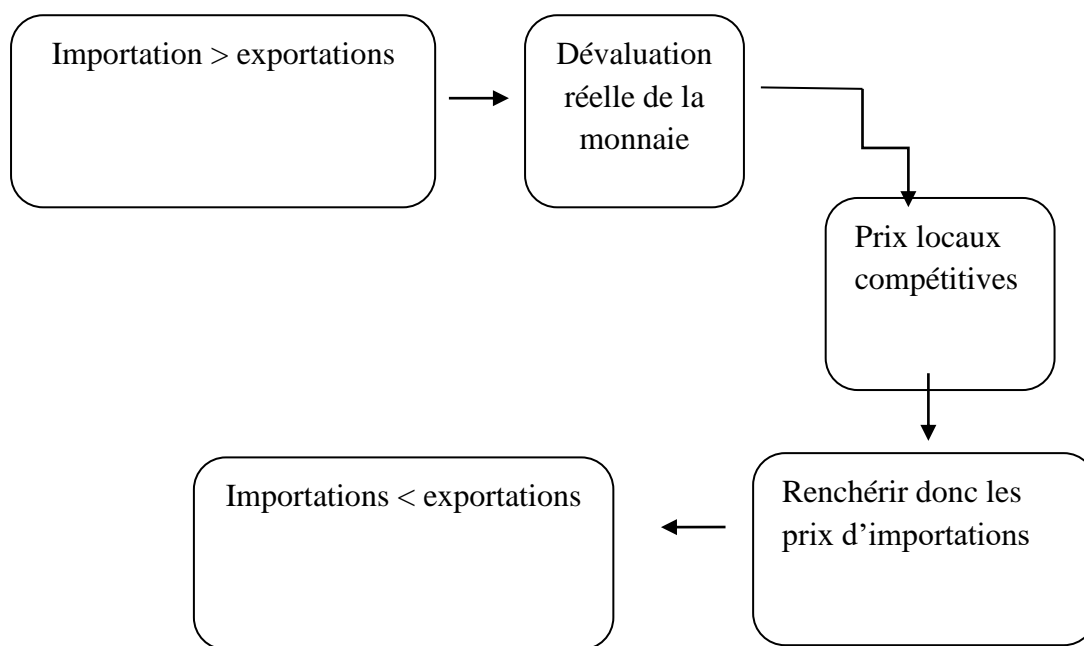 Importation > exportations
Dévaluation
réelle de la
monnaie
Prix locaux
compétitives
Renchérir donc les
prix d’importations
Importations < exportations